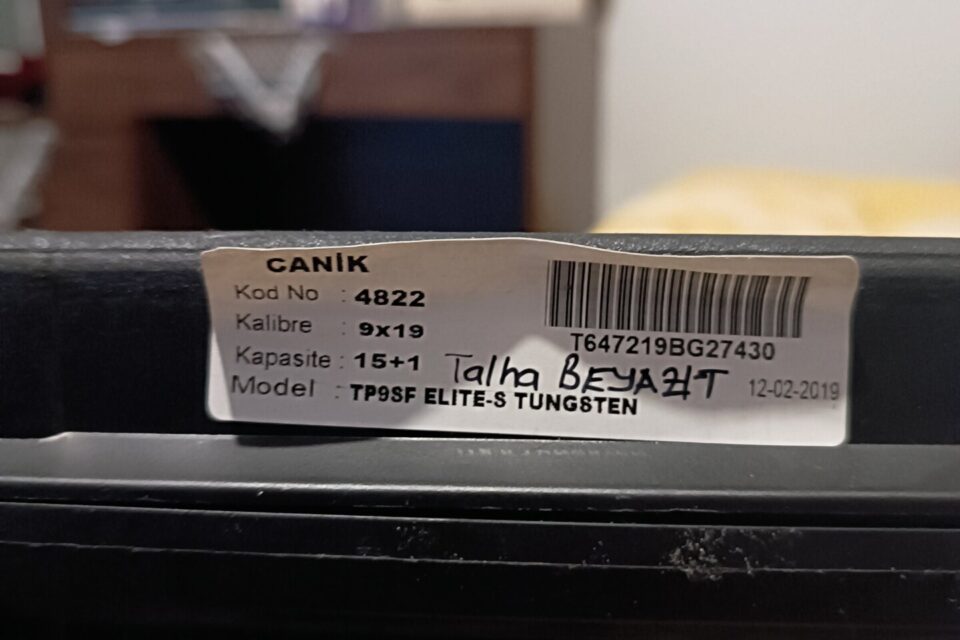 CANİK
Kod No : 4822
Kalibre : 9x19
Kapasite : 15+1
Model : TP9SF ELITE-S TUNGSTEN
T647219BG27430
Talha BEYAZIT
12-02-2019